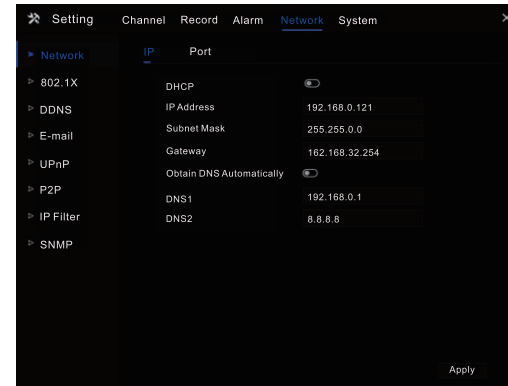 Setting Channel Record Alarm Network System
Network
802.1X
DDNS
E-mail
UPnP
P2P
IP Filter
SNMP
IP Port
DHCP
IP Address 192.168.0.121
Subnet Mask 255.255.0.0
Gateway 162.168.32.254
Obtain DNS Automatically
DNS1 192.168.0.1
DNS2 8.8.8.8
Apply